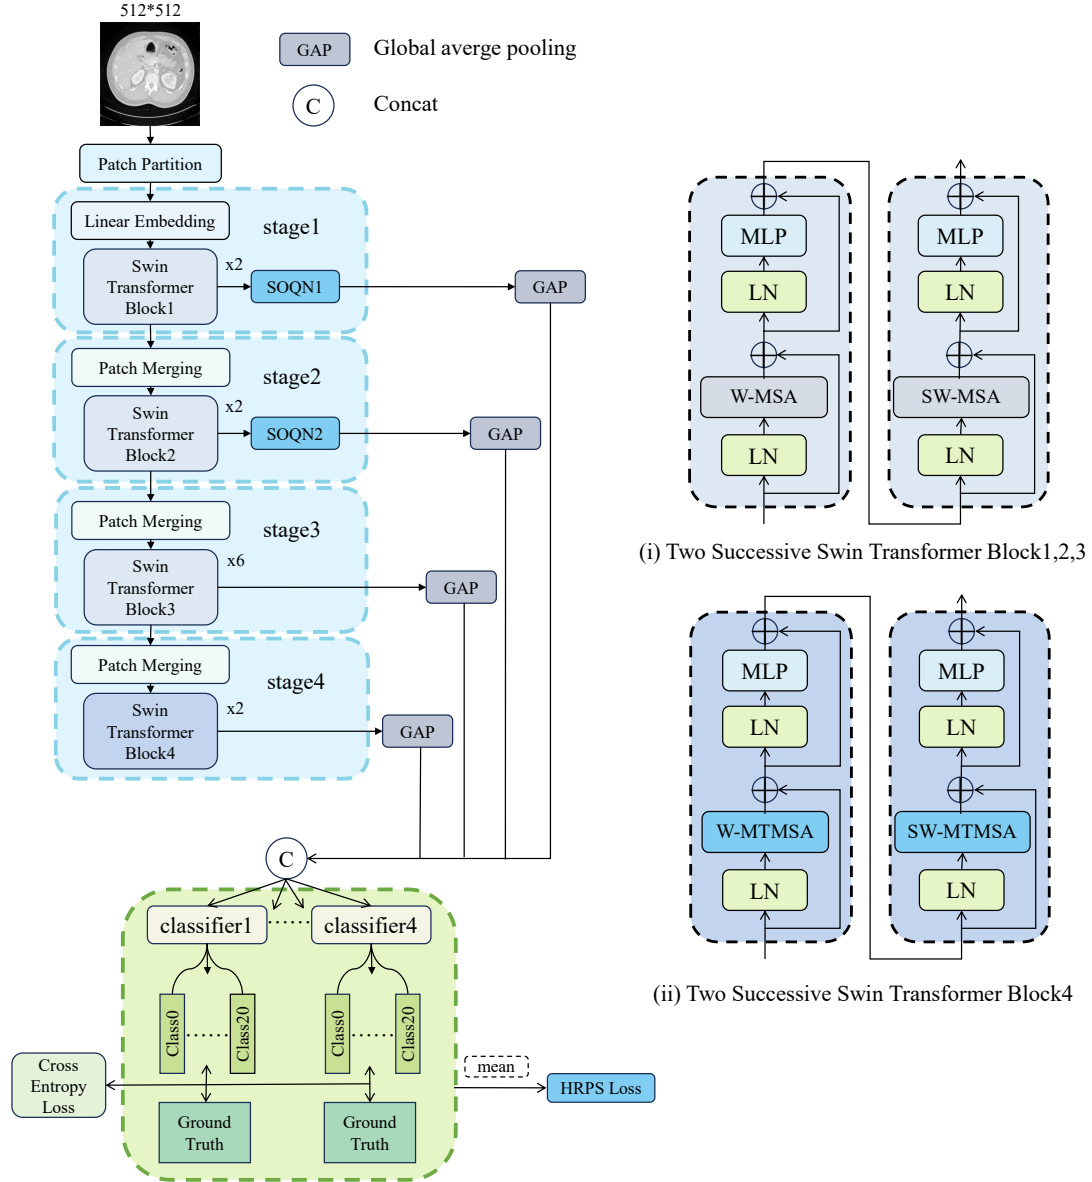 512*512
GAP
Global averge pooling
C
Concat
Patch Partition
Linear Embedding
stage1
Swin
Transformer
Block1
x2
SOQN1
GAP
Patch Merging
stage2
Swin
Transformer
Block2
x2
SOQN2
GAP
Patch Merging
stage3
Swin
Transformer
Block3
x6
GAP
Patch Merging
stage4
Swin
Transformer
Block4
x2
GAP
C
classifier1
classifier4
Class0
Class20
Class0
Class20
Cross
Entropy
Loss
Ground
Truth
Ground
Truth
mean
HRPS Loss
MLP
LN
W-MSA
LN
MLP
LN
SW-MSA
LN
(i) Two Successive Swin Transformer Block1,2,3
MLP
LN
W-MTMSA
LN
MLP
LN
SW-MTMSA
LN
(ii) Two Successive Swin Transformer Block4